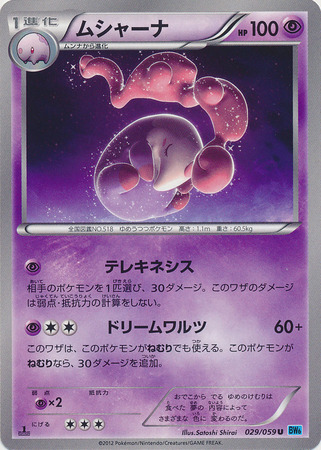 1進化
ムシャーナ
HP 100
ムンナから進化
全国図鑑NO.518 ゆめうつつポケモン 高さ：1.1m 重さ：60.5kg
テレキネシス
相手のポケモンを1匹選び、30ダメージ。このワザのダメージ
は弱点・抵抗力の計算をしない。
ドリームワルツ 60+
このワザは、このポケモンがねむりでも使える。このポケモンが
ねむりなら、30ダメージを追加。
弱点 抵抗力
×2
にげる
おでこから でる ゆめのけむりは
食べた 夢の 内容によって
さまざまな 色に 変化するのだ。
Illus.Satoshi Shirai
029/059 U BW6
©2012 Pokémon/Nintendo/Creatures/GAME FREAK.